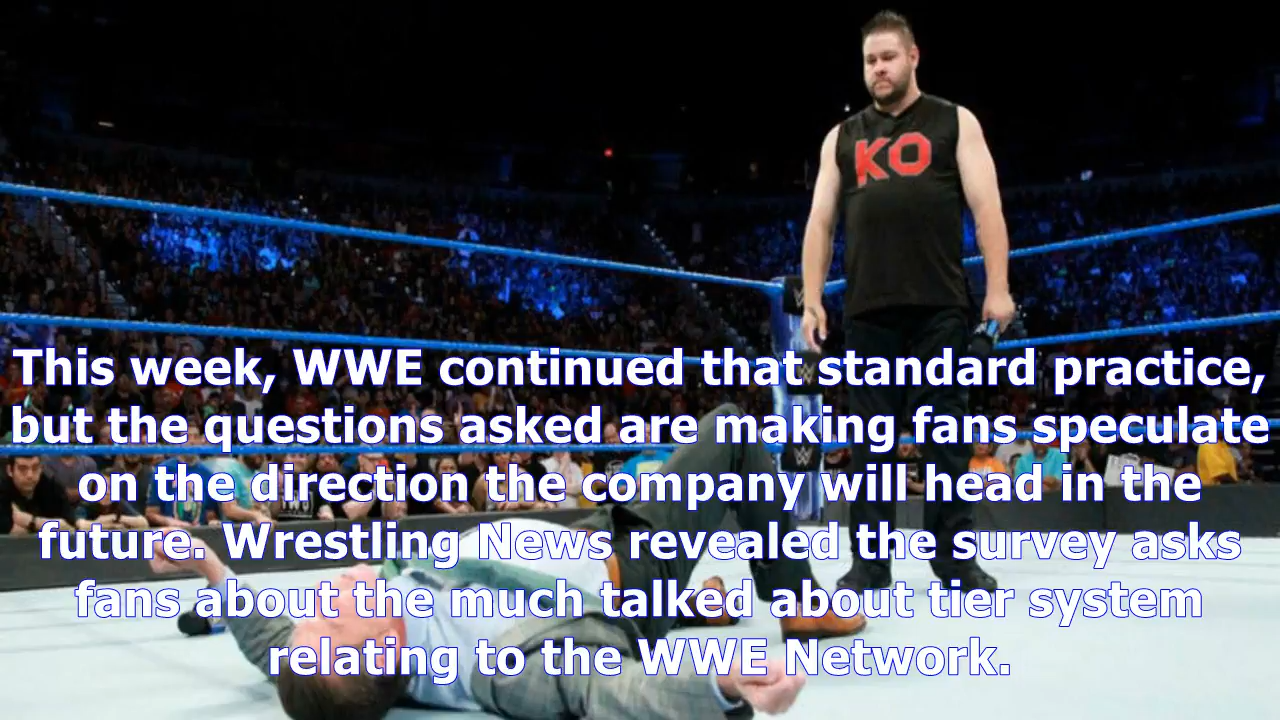 KO
This week, WWE continued that standard practice,
but the questions asked are making fans speculate
on the direction the company will head in the
future. Wrestling News revealed the survey asks
fans about the much talked about tier system
relating to the WWE Network.